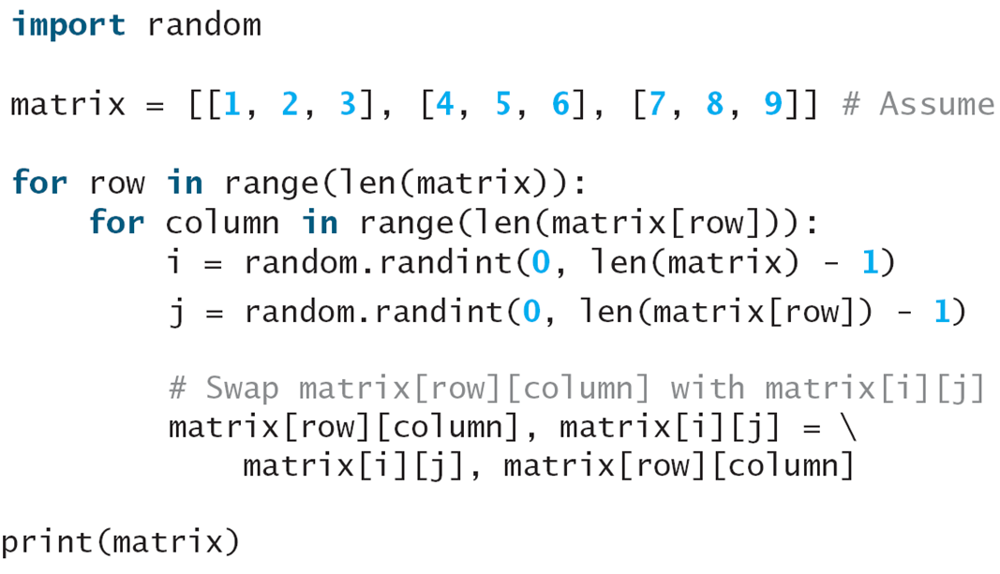 import random
matrix = [[1, 2, 3], [4, 5, 6], [7, 8, 9]] # Assume
for row in range(len(matrix)):
for column in range(len(matrix[row])):
i = random.randint(0, len(matrix) - 1)
j = random.randint(0, len(matrix[row]) - 1)
# Swap matrix[row][column] with matrix[i][j]
matrix[row][column], matrix[i][j] = \
matrix[i][j], matrix[row][column]
print(matrix)